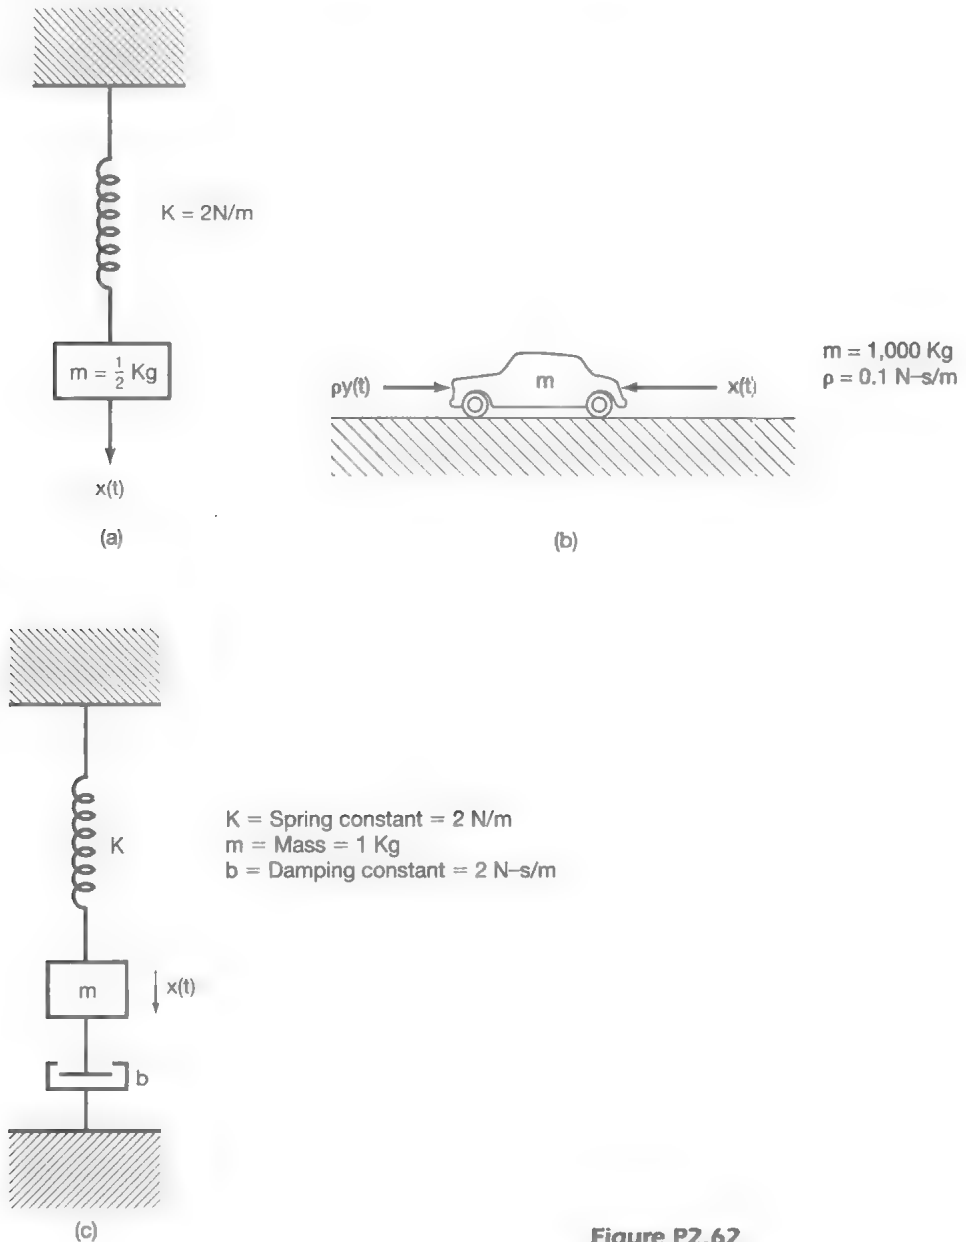 K = 2N/m
m = 1/2 Kg
x(t)
(a)
ρy(t)
m
x(t)
m = 1,000 Kg
ρ = 0.1 N–s/m
(b)
K
K = Spring constant = 2 N/m
m = Mass = 1 Kg
b = Damping constant = 2 N–s/m
m
x(t)
b
(c)
Figure P2.62